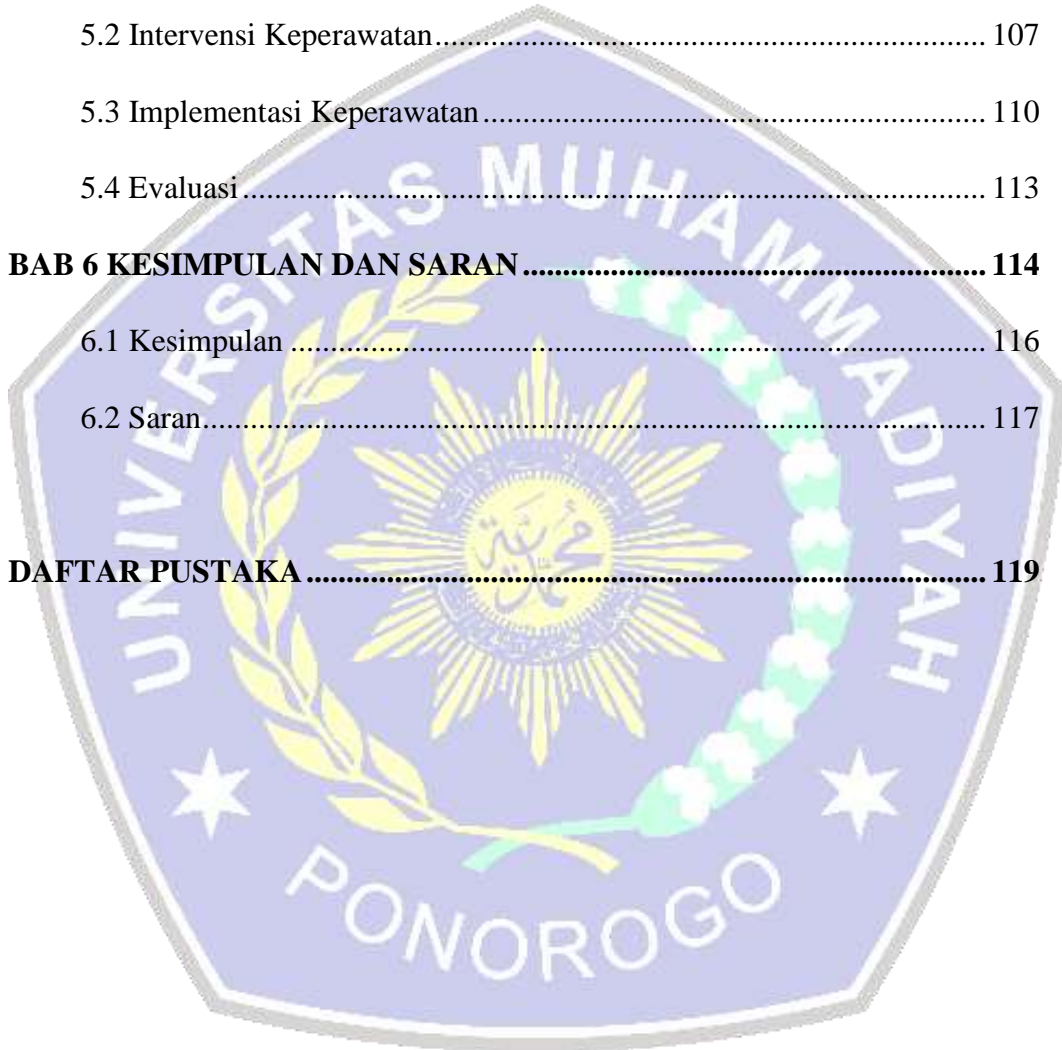 5.2 Intervensi Keperawatan........................................................................ 107
5.3 Implementasi Keperawatan.................................................................. 110
5.4 Evaluasi................................................................................................. 113
BAB 6 KESIMPULAN DAN SARAN........................................................ 114
6.1 Kesimpulan ........................................................................................... 116
6.2 Saran...................................................................................................... 117
DAFTAR PUSTAKA................................................................................... 119
UNIVERSITAS MUHAMMADIYAH
PONOROGO